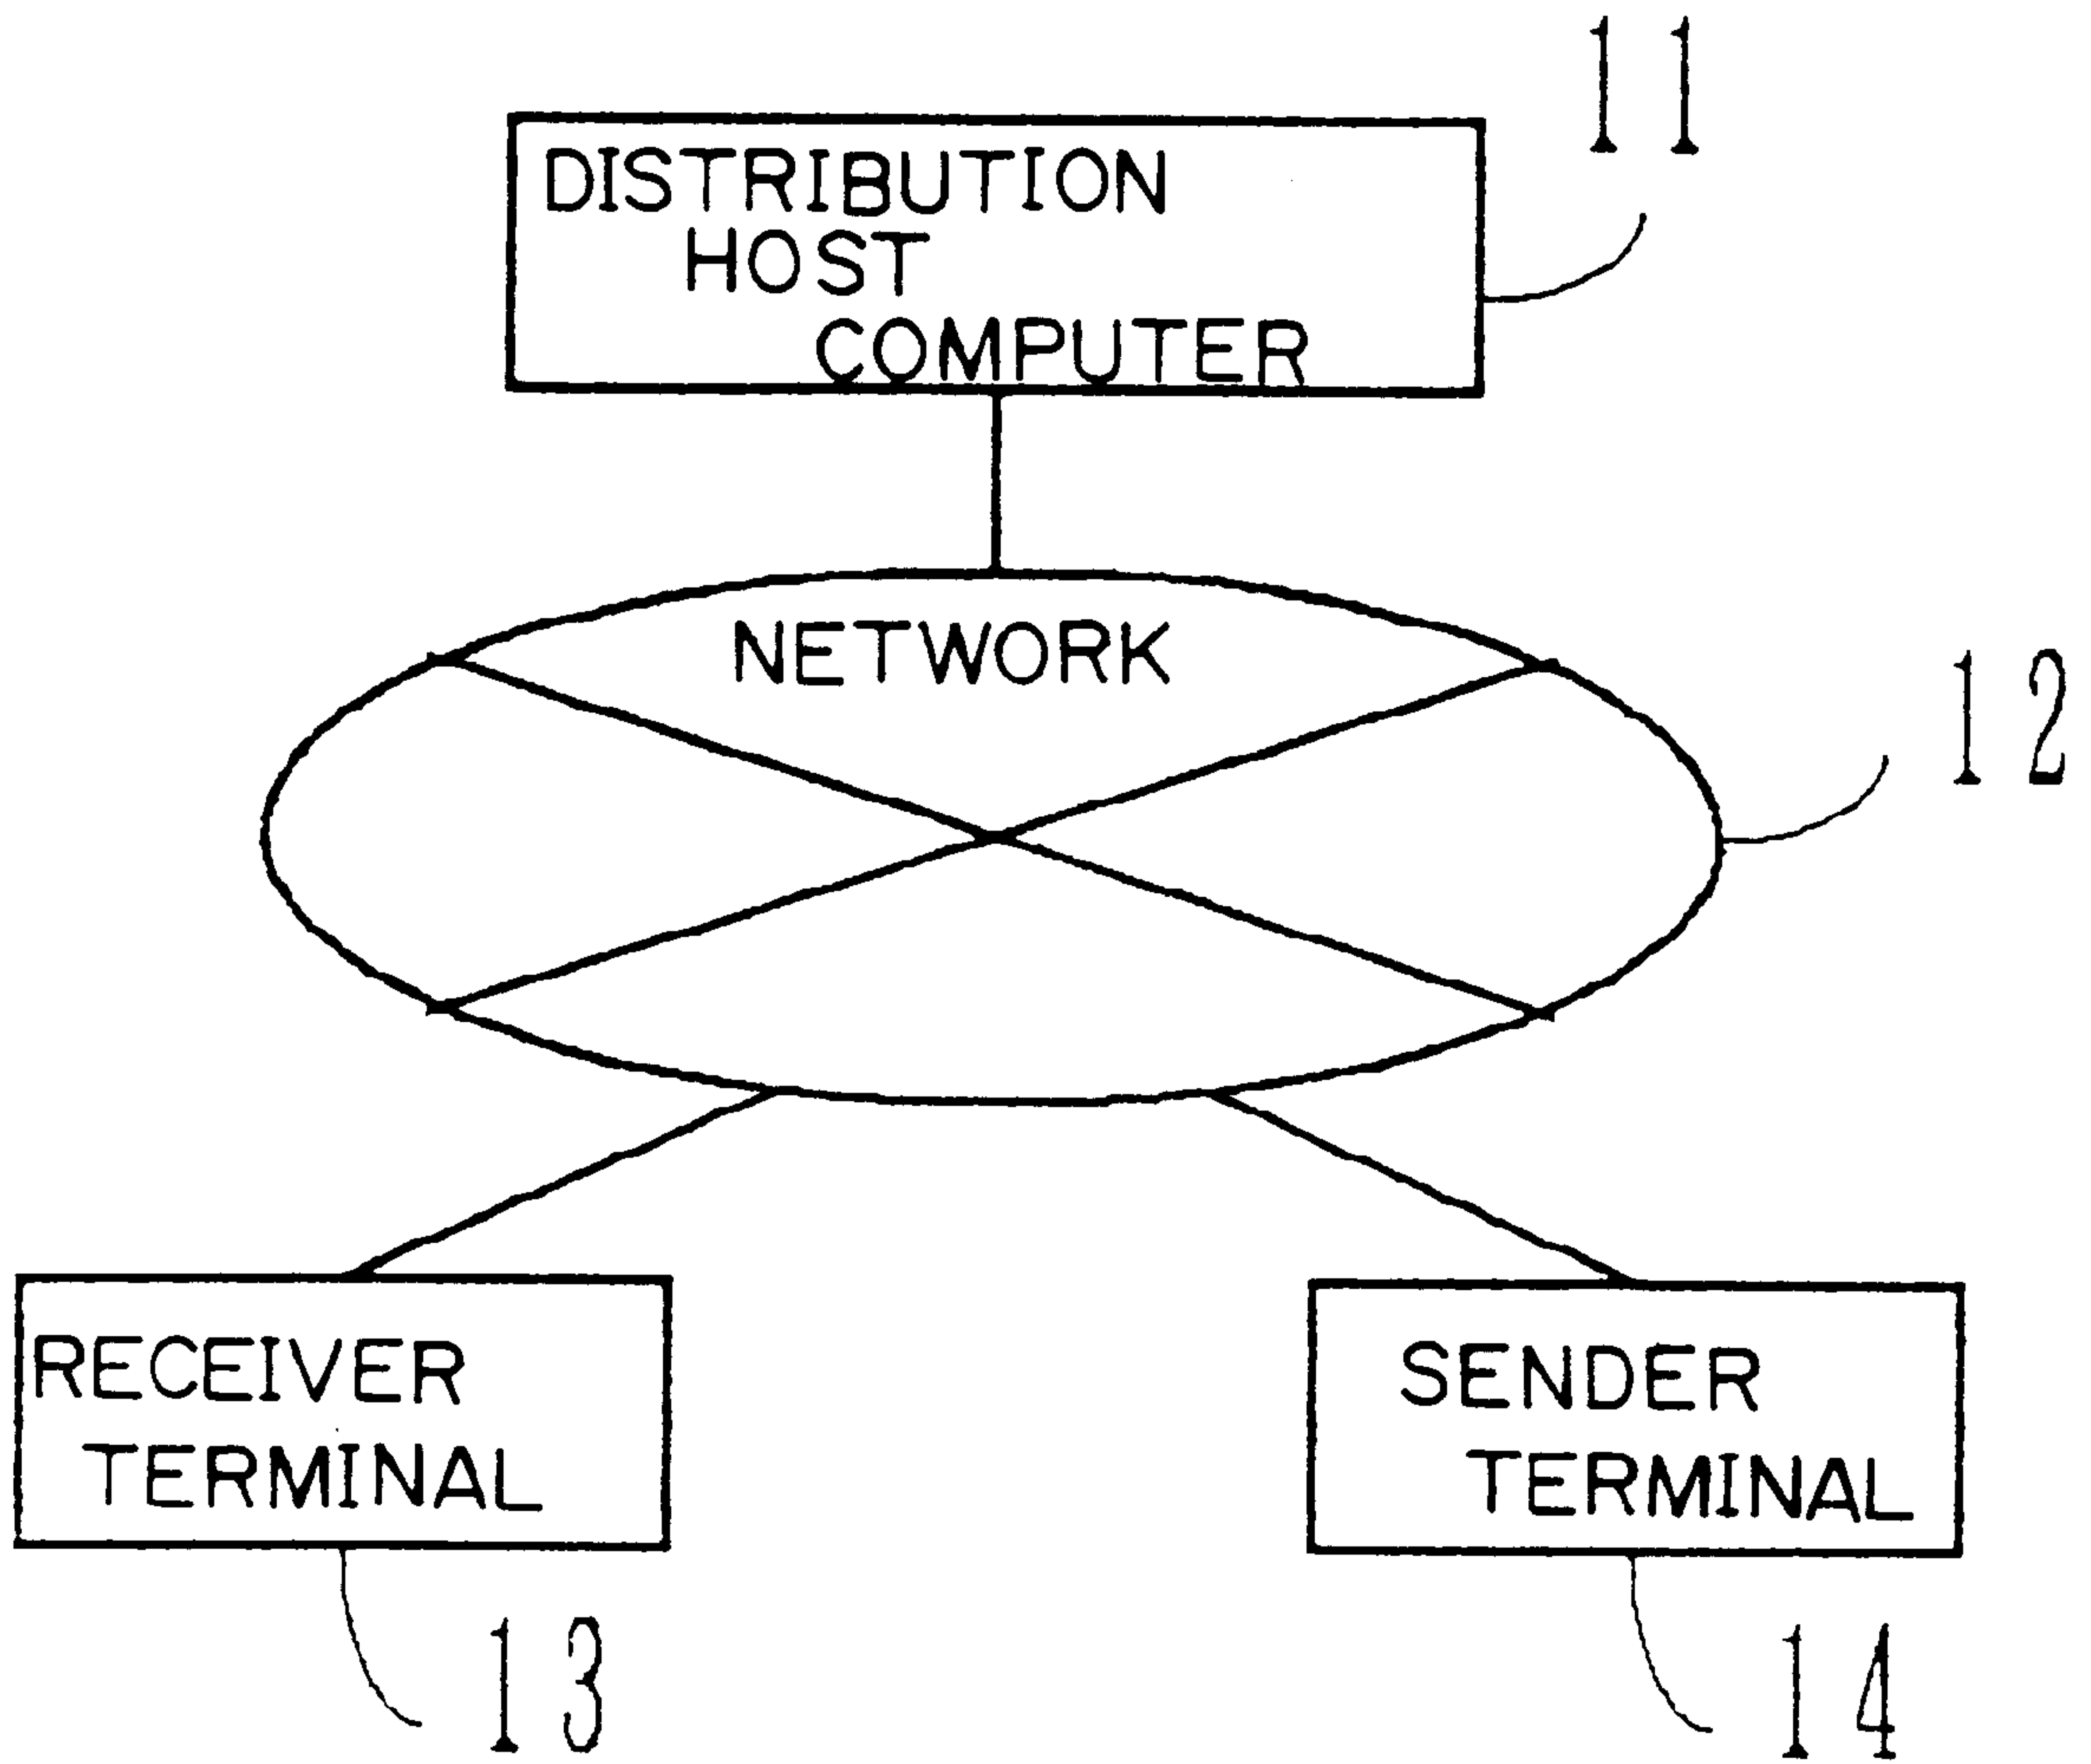 11
DISTRIBUTION
HOST
COMPUTER
NETWORK
12
RECEIVER
TERMINAL
SENDER
TERMINAL
13
14